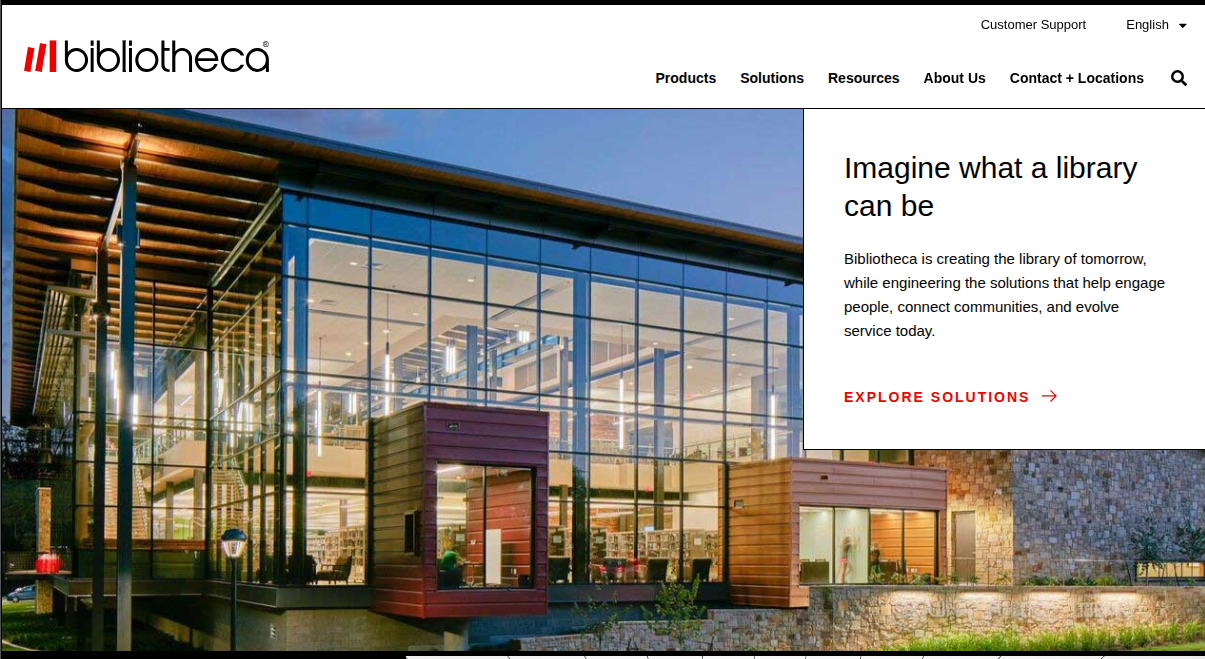 Customer Support
English
bibliotheca®
Products
Solutions
Resources
About Us
Contact + Locations
Imagine what a library
can be
Bibliotheca is creating the library of tomorrow,
while engineering the solutions that help engage
people, connect communities, and evolve
service today.
EXPLORE SOLUTIONS